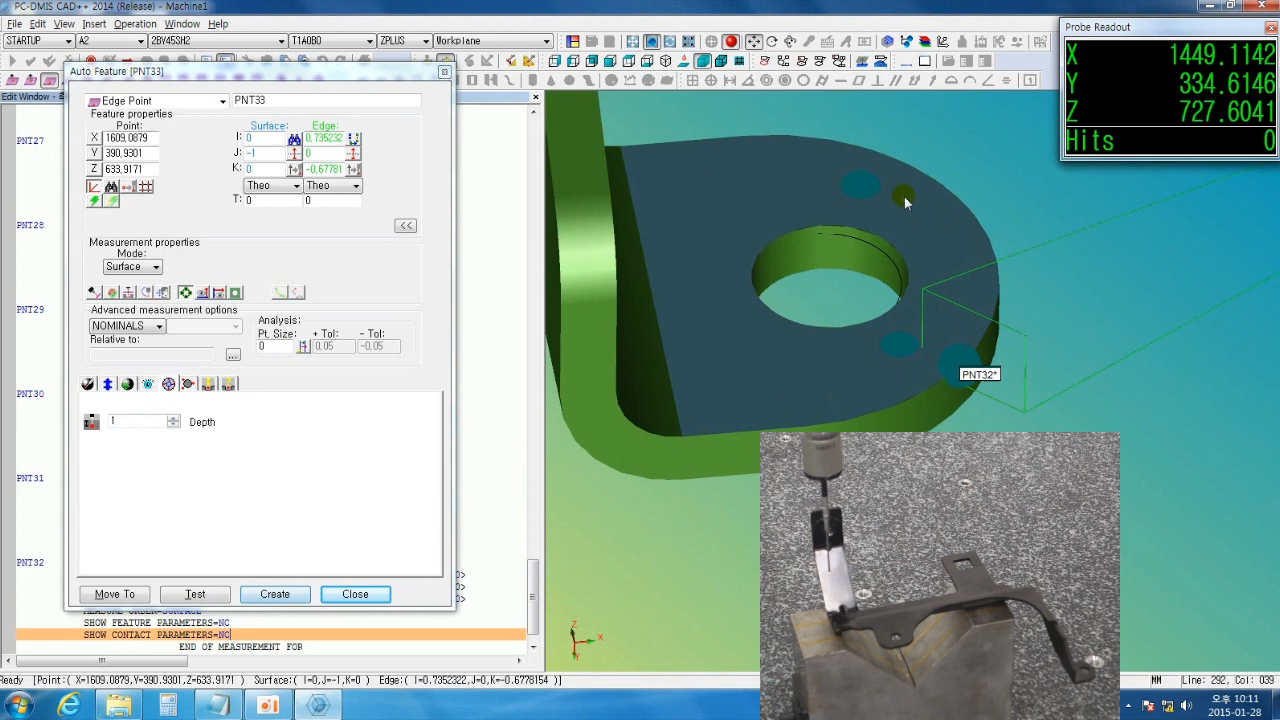 PC-DMIS CAD++ 2014 (Release) - Machine1
File Edit View Insert Operation Window Help
STARTUP A2 2BY45SH2 T1A0B0 ZPLUS Workplane
Edit Window
Auto Feature [PNT33]
Edge Point PNT33
Feature properties
Point: Surface: Edge:
X 1609,0879 I: 0 0,735232
Y 390,9301 J: -1 0
Z 633,9171 K: 0 -0,67781
Theo Theo
T: 0 0
<<
Measurement properties
Mode:
Surface
Advanced measurement options
NOMINALS
Relative to:
...
Analysis:
Pt. Size: + Tol: - Tol:
0 0,05 -0,05
1 Depth
Move To Test Create Close
PNT27
PNT28
PNT29
PNT30
PNT31
PNT32
SHOW FEATURE PARAMETERS=NO
SHOW CONTACT PARAMETERS=NO
END OF MEASUREMENT FOR
Probe Readout
X 1449.1142
Y 334.6146
Z 727.6041
Hits 0
PNT32*
Z
X
Y
Ready [Point:( X=1609.0879 Y=390.9301 Z=633.9171 ) Surface:( I=0,J=-1,K=0 ) Edge:( I=0.7352322,J=0,K=-0.6778154 )]
MM Line: 292, Col: 039
오후 10:11
2015-01-28